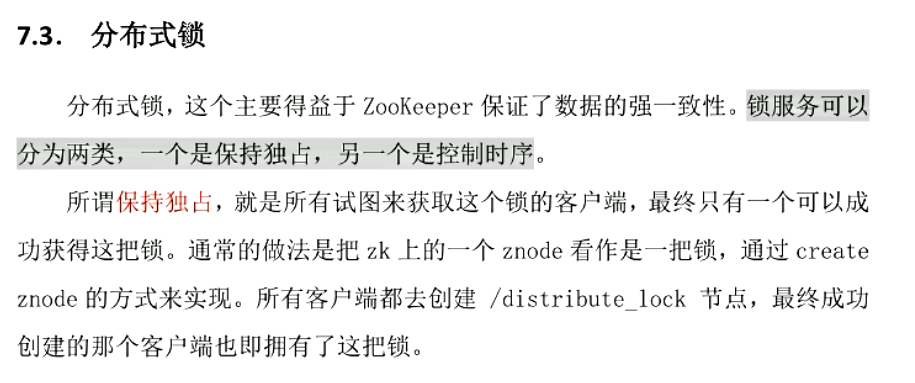 7.3. 分布式锁
分布式锁，这个主要得益于 ZooKeeper 保证了数据的强一致性。锁服务可以
分为两类，一个是保持独占，另一个是控制时序。
所谓保持独占，就是所有试图来获取这个锁的客户端，最终只有一个可以成
功获得这把锁。通常的做法是把 zk 上的一个 znode 看作是一把锁，通过 create
znode 的方式来实现。所有客户端都去创建 /distribute_lock 节点，最终成功
创建的那个客户端也即拥有了这把锁。